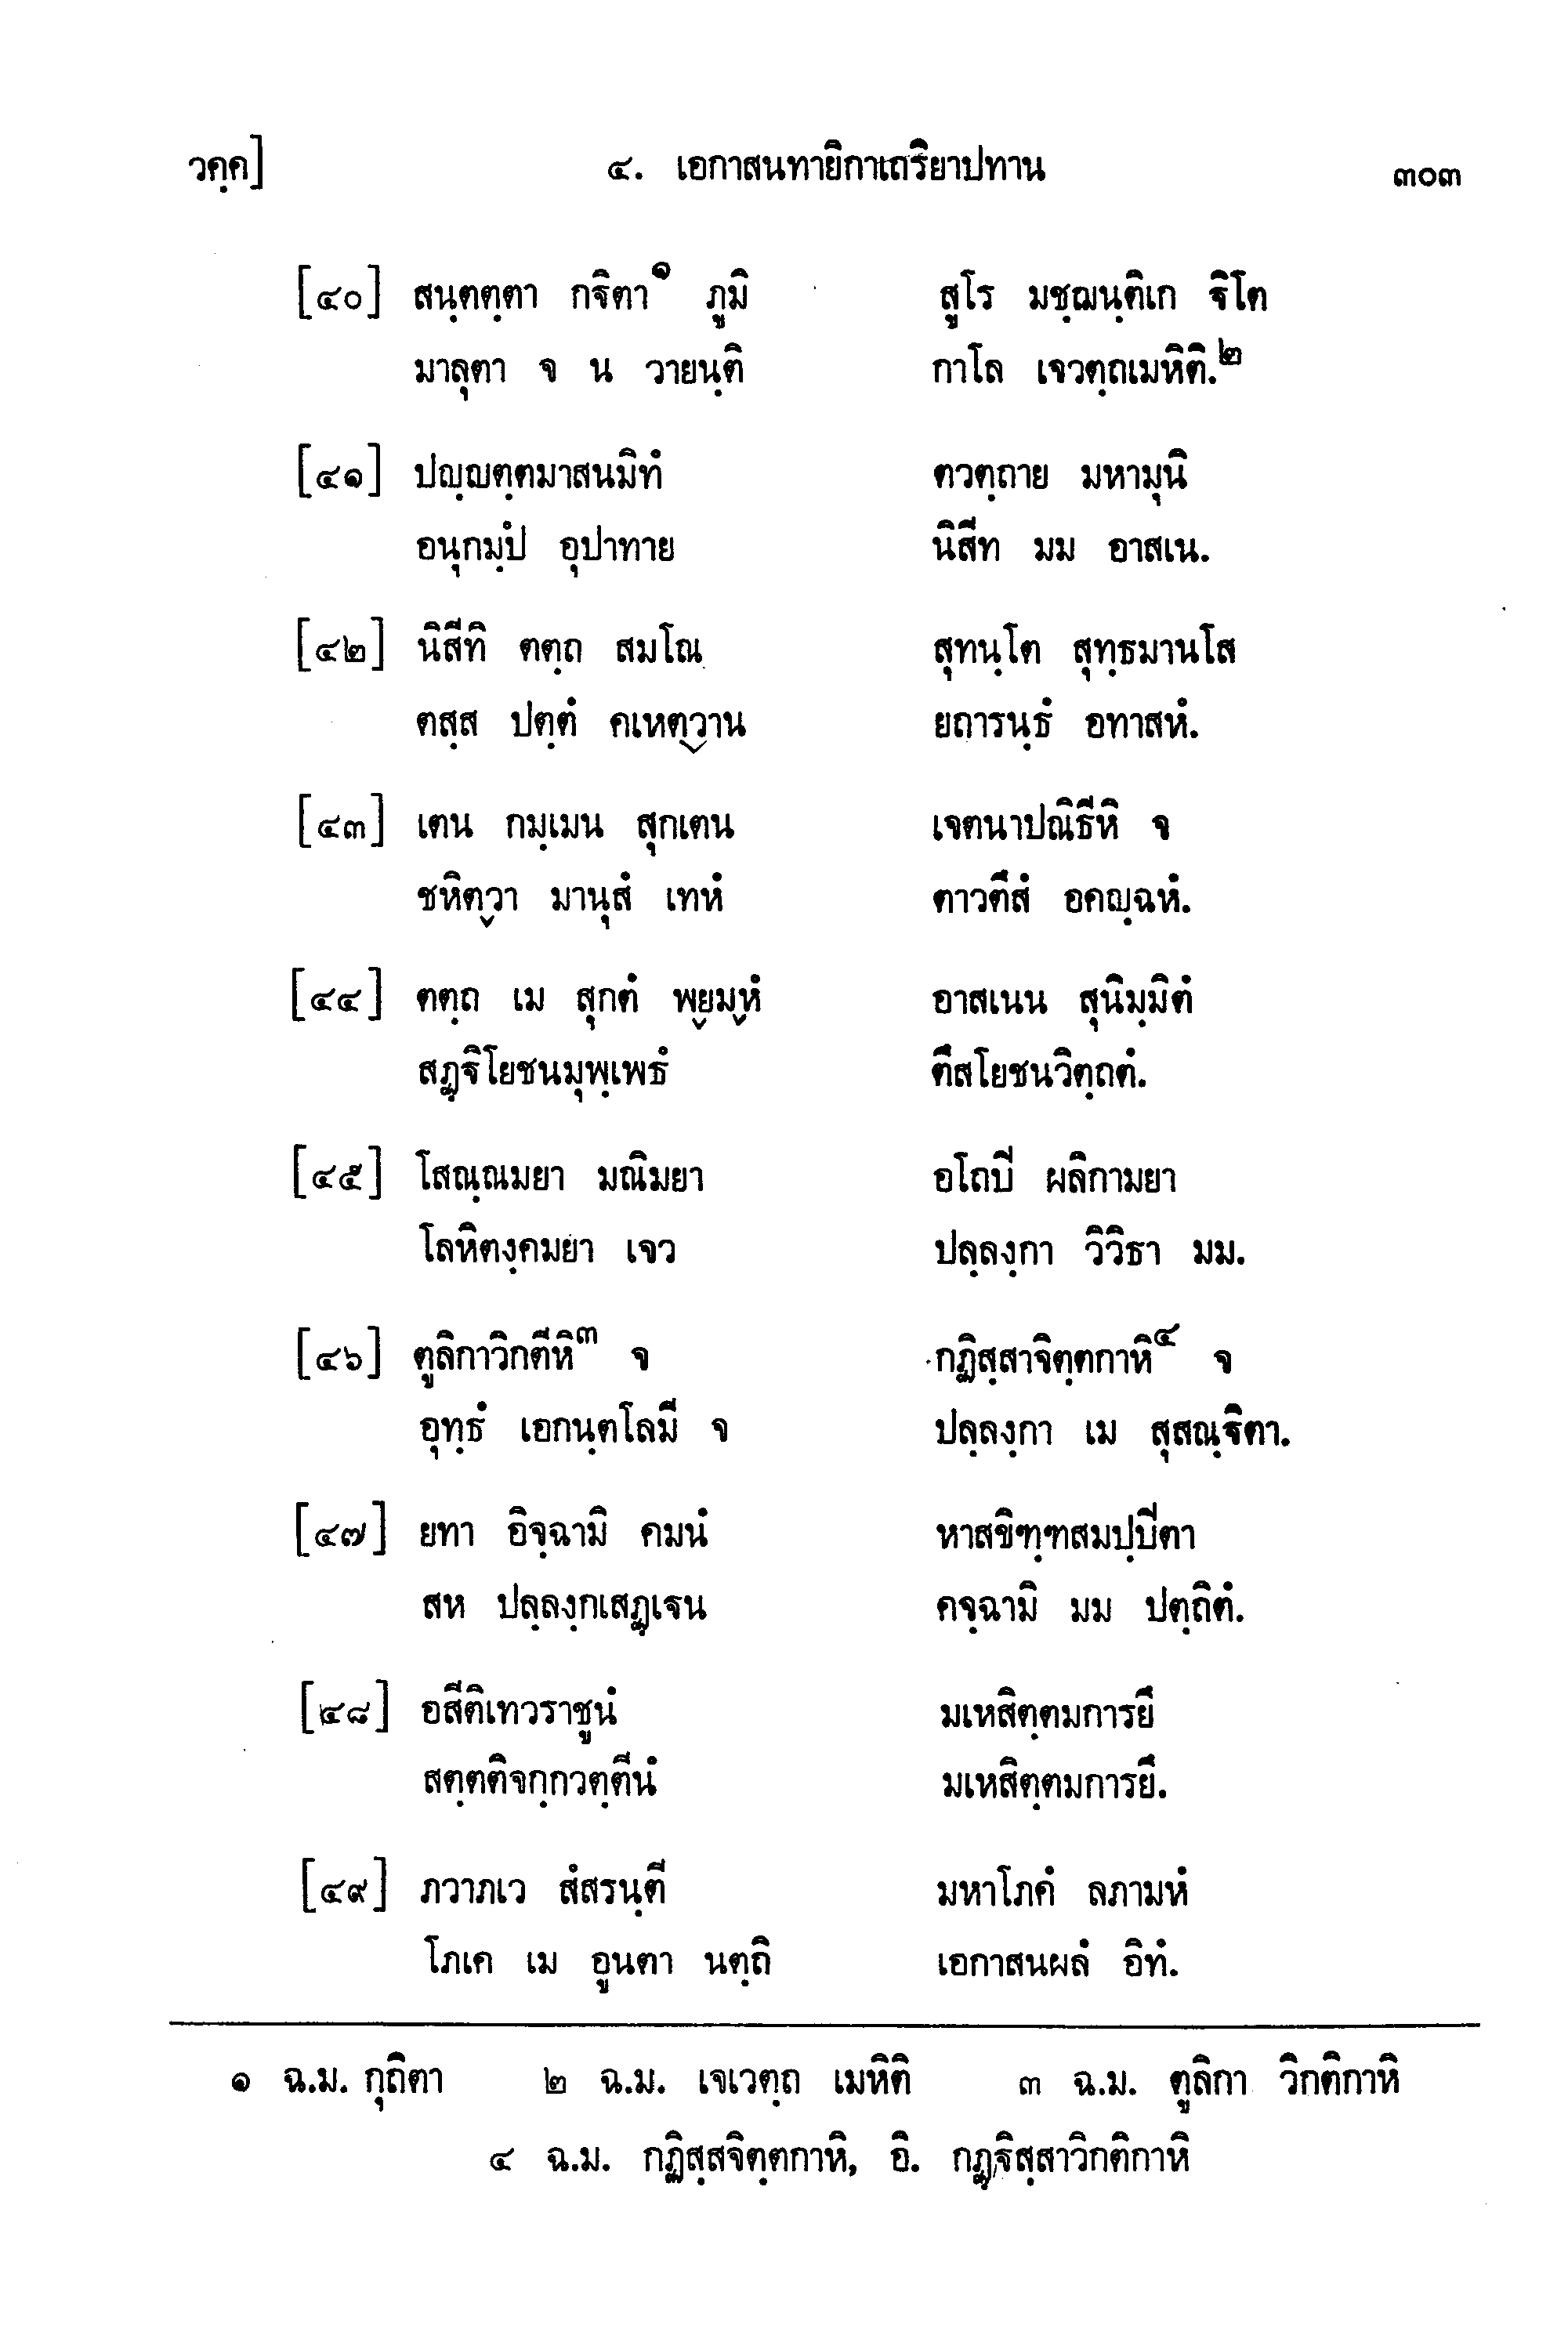 วคฺค] ๔. เอกาสนทายิกาเถริยาปทาน ๓๐๓
[๔๐] สนฺตตฺตา กฐิตา๑ ภูมิ สูโร มชฺฌนฺติเก ฐิโต
มาลุตา จ น วายนฺติ กาโล เจวตฺถเมหิติ.๒
[๔๑] ปญฺญตฺตมาสนมิทํ ตวตฺถาย มหามุนิ
อนุกมฺปํ อุปาทาย นิสีท มม อาสเน.
[๔๒] นิสีทิ ตตฺถ สมโณ สุทนฺโต สุทฺธมานโส
ตสฺส ปตฺตํ คเหตฺวาน ยถารนฺธํ อทาสหํ.
[๔๓] เตน กมฺเมน สุกเตน เจตนาปณิธีหิ จ
ชหิตฺวา มานุสํ เทหํ ตาวตึสํ อคญฺฉหํ.
[๔๔] ตตฺถ เม สุกตํ พฺยมฺหํ อาสเนน สุนิมฺมิตํ
สฏฺฐิโยชนมุพฺเพธํ ตึสโยชนวิตฺถตํ.
[๔๕] โสณฺณมยา มณิมยา อโถปิ ผลิกามยา
โลหิตงฺคมยา เจว ปลฺลงฺกา วิวิธา มม.
[๔๖] ตูลิกาวิกตีหิ๓ จ กฏิสฺสาจิตฺตกาหิ๔ จ
อุทฺธํ เอกนฺตโลมี จ ปลฺลงฺกา เม สุสณฺฐิตา.
[๔๗] ยทา อิจฺฉามิ คมนํ หาสขิฑฺฑสมปฺปิตา
สห ปลฺลงฺกเสฏฺเฐน คจฺฉามิ มม ปตฺถิตํ.
[๔๘] อสีติเทวราชูนํ มเหสิตฺตมการยึ
สตฺตติจกฺกวตฺตีนํ มเหสิตฺตมการยึ.
[๔๙] ภวาภเว สํสรนฺตี มหาโภคํ ลภามหํ
โภเค เม อูนตา นตฺถิ เอกาสนผลํ อิทํ.
๑ ฉ.ม. กุถิตา ๒ ฉ.ม. เจเวตฺถ เมหิติ ๓ ฉ.ม. ตูลิกา วิกติกาหิ
๔ ฉ.ม. กฏิสฺสจิตฺตกาหิ, อิ. กฏฺฐิสฺสาวิกติกาหิ